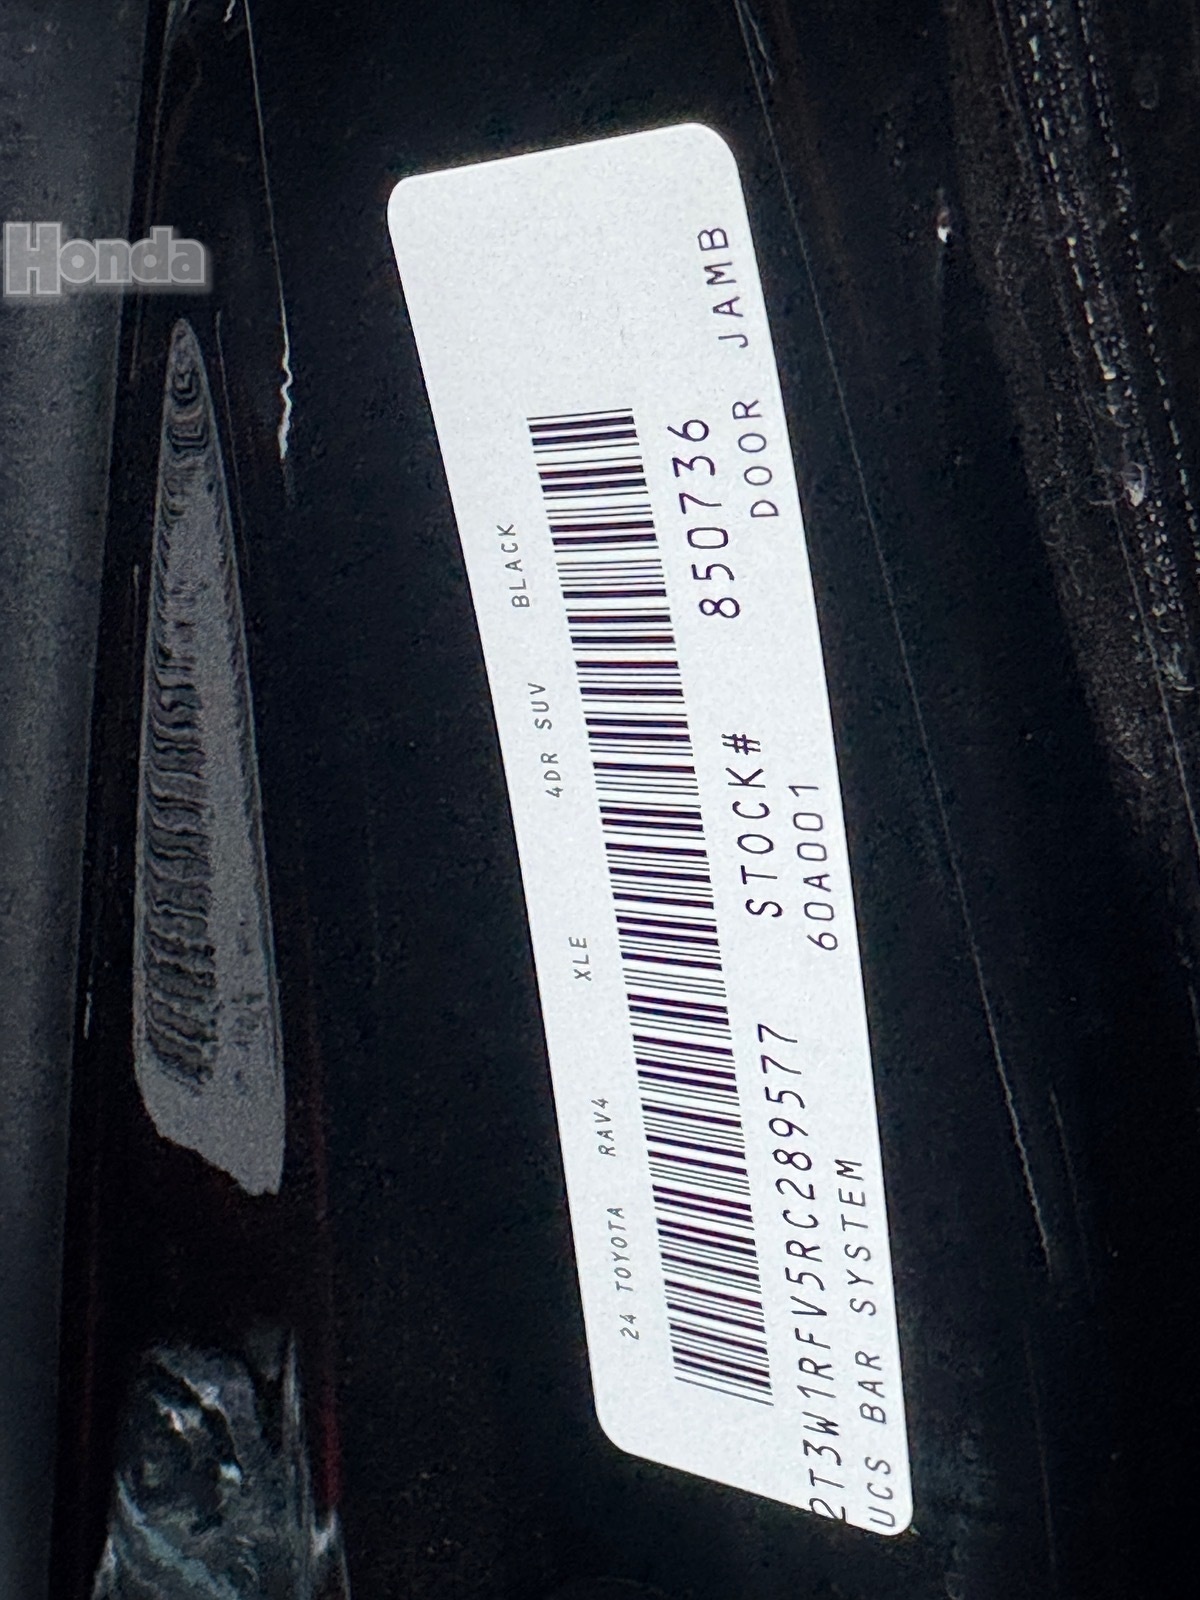 Honda
24 TOYOTA RAV4 XLE 4DR SUV BLACK
2T3W1RFV5RC289577 STOCK# 850736
UCS BAR SYSTEM 60A001 DOOR JAMB